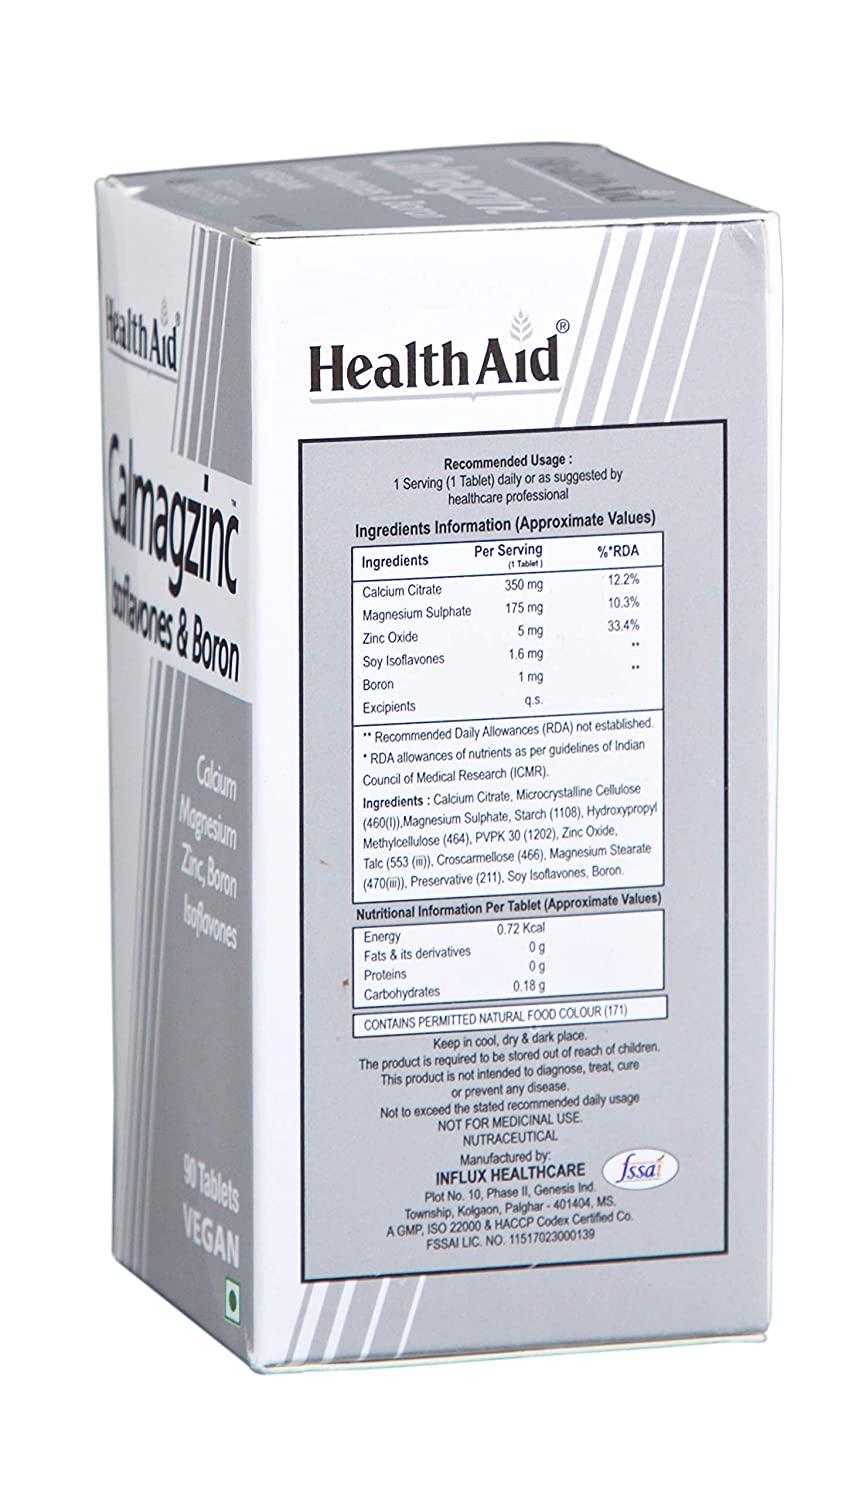 Calmagzinc
Isoflavones & Boron
HealthAid
HealthAid
Calmagzinc™
Isoflavones & Boron
Calcium
Magnesium
Zinc, Boron
Isoflavones
90 Tablets
VEGAN
HealthAid®
Recommended Usage :
1 Serving (1 Tablet) daily or as suggested by
healthcare professional
Ingredients Information (Approximate Values)
Ingredients Per Serving %*RDA
(1 Tablet )
Calcium Citrate 350 mg 12.2%
Magnesium Sulphate 175 mg 10.3%
Zinc Oxide 5 mg 33.4%
Soy Isoflavones 1.6 mg **
Boron 1 mg **
Excipients q.s.
** Recommended Daily Allowances (RDA) not established.
* RDA allowances of nutrients as per guidelines of Indian
Council of Medical Research (ICMR).
Ingredients : Calcium Citrate, Microcrystalline Cellulose
(460(I)),Magnesium Sulphate, Starch (1108), Hydroxypropyl
Methylcellulose (464), PVPK 30 (1202), Zinc Oxide,
Talc (553 (iii)), Croscarmellose (466), Magnesium Stearate
(470(iii)), Preservative (211), Soy Isoflavones, Boron.
Nutritional Information Per Tablet (Approximate Values)
Energy 0.72 Kcal
Fats & its derivatives 0 g
Proteins 0 g
Carbohydrates 0.18 g
CONTAINS PERMITTED NATURAL FOOD COLOUR (171)
Keep in cool, dry & dark place.
The product is required to be stored out of reach of children.
This product is not intended to diagnose, treat, cure
or prevent any disease.
Not to exceed the stated recommended daily usage
NOT FOR MEDICINAL USE.
NUTRACEUTICAL
Manufactured by:
INFLUX HEALTHCARE
fssai
Plot No. 10, Phase II, Genesis Ind.
Township, Kolgaon, Palghar - 401404, MS.
A GMP, ISO 22000 & HACCP Codex Certified Co.
FSSAI LIC. NO. 11517023000139